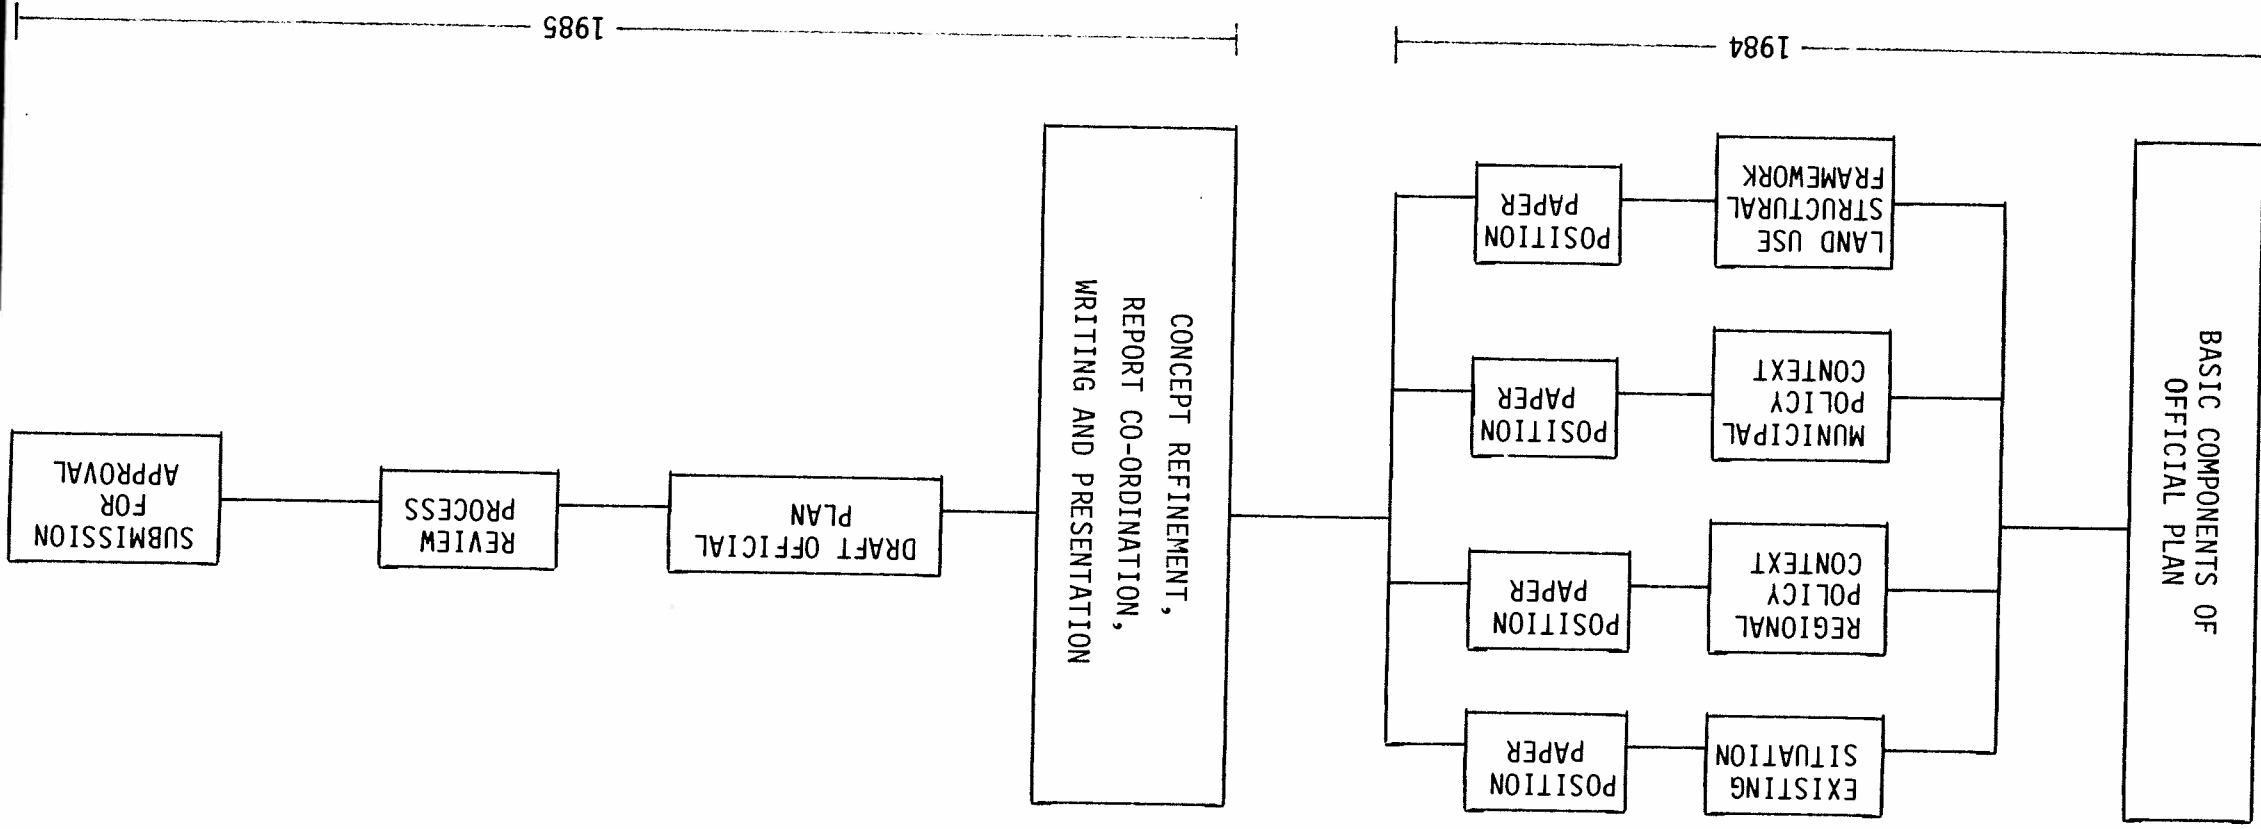 BASIC COMPONENTS OF
OFFICIAL PLAN
EXISTING
SITUATION
POSITION
PAPER
REGIONAL
POLICY
CONTEXT
POSITION
PAPER
MUNICIPAL
POLICY
CONTEXT
POSITION
PAPER
LAND USE
STRUCTURAL
FRAMEWORK
POSITION
PAPER
CONCEPT REFINEMENT,
REPORT CO-ORDINATION,
WRITING AND PRESENTATION
DRAFT OFFICIAL
PLAN
REVIEW
PROCESS
SUBMISSION
FOR
APPROVAL
1984
1985